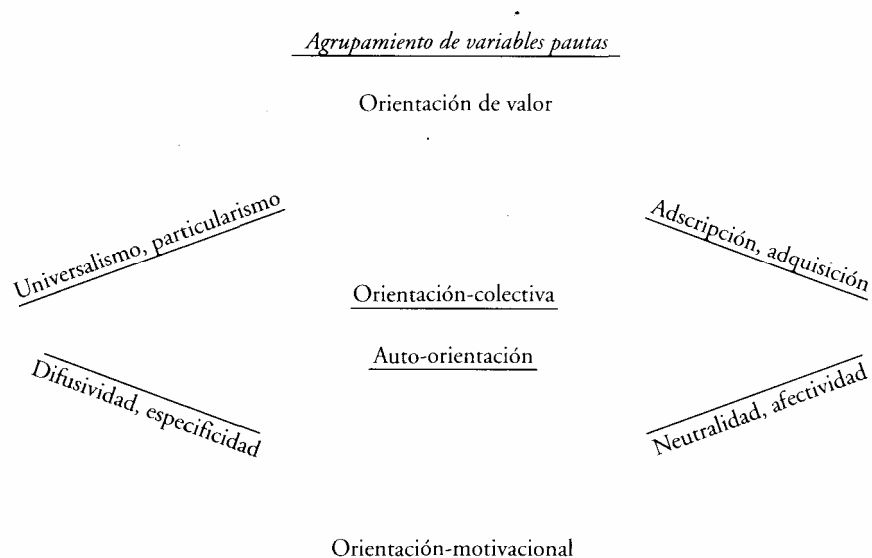 Agrupamiento de variables pautas
Orientación de valor
Universalismo, particularismo
Adscripción, adquisición
Orientación-colectiva
Auto-orientación
Difusividad, especificidad
Neutralidad, afectividad
Orientación-motivacional